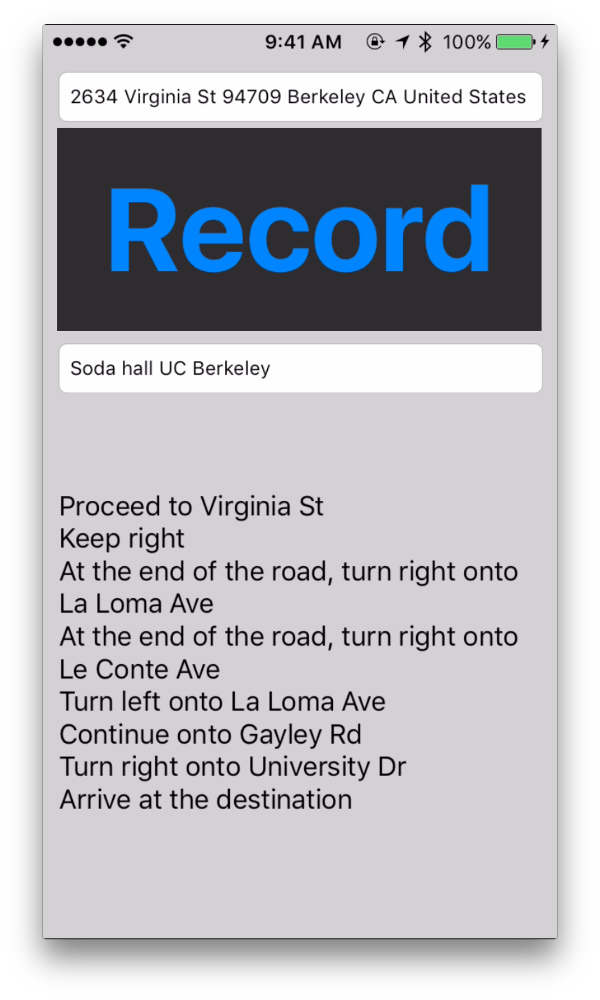 9:41 AM 100%
2634 Virginia St 94709 Berkeley CA United States
Record
Soda hall UC Berkeley
Proceed to Virginia St
Keep right
At the end of the road, turn right onto
La Loma Ave
At the end of the road, turn right onto
Le Conte Ave
Turn left onto La Loma Ave
Continue onto Gayley Rd
Turn right onto University Dr
Arrive at the destination